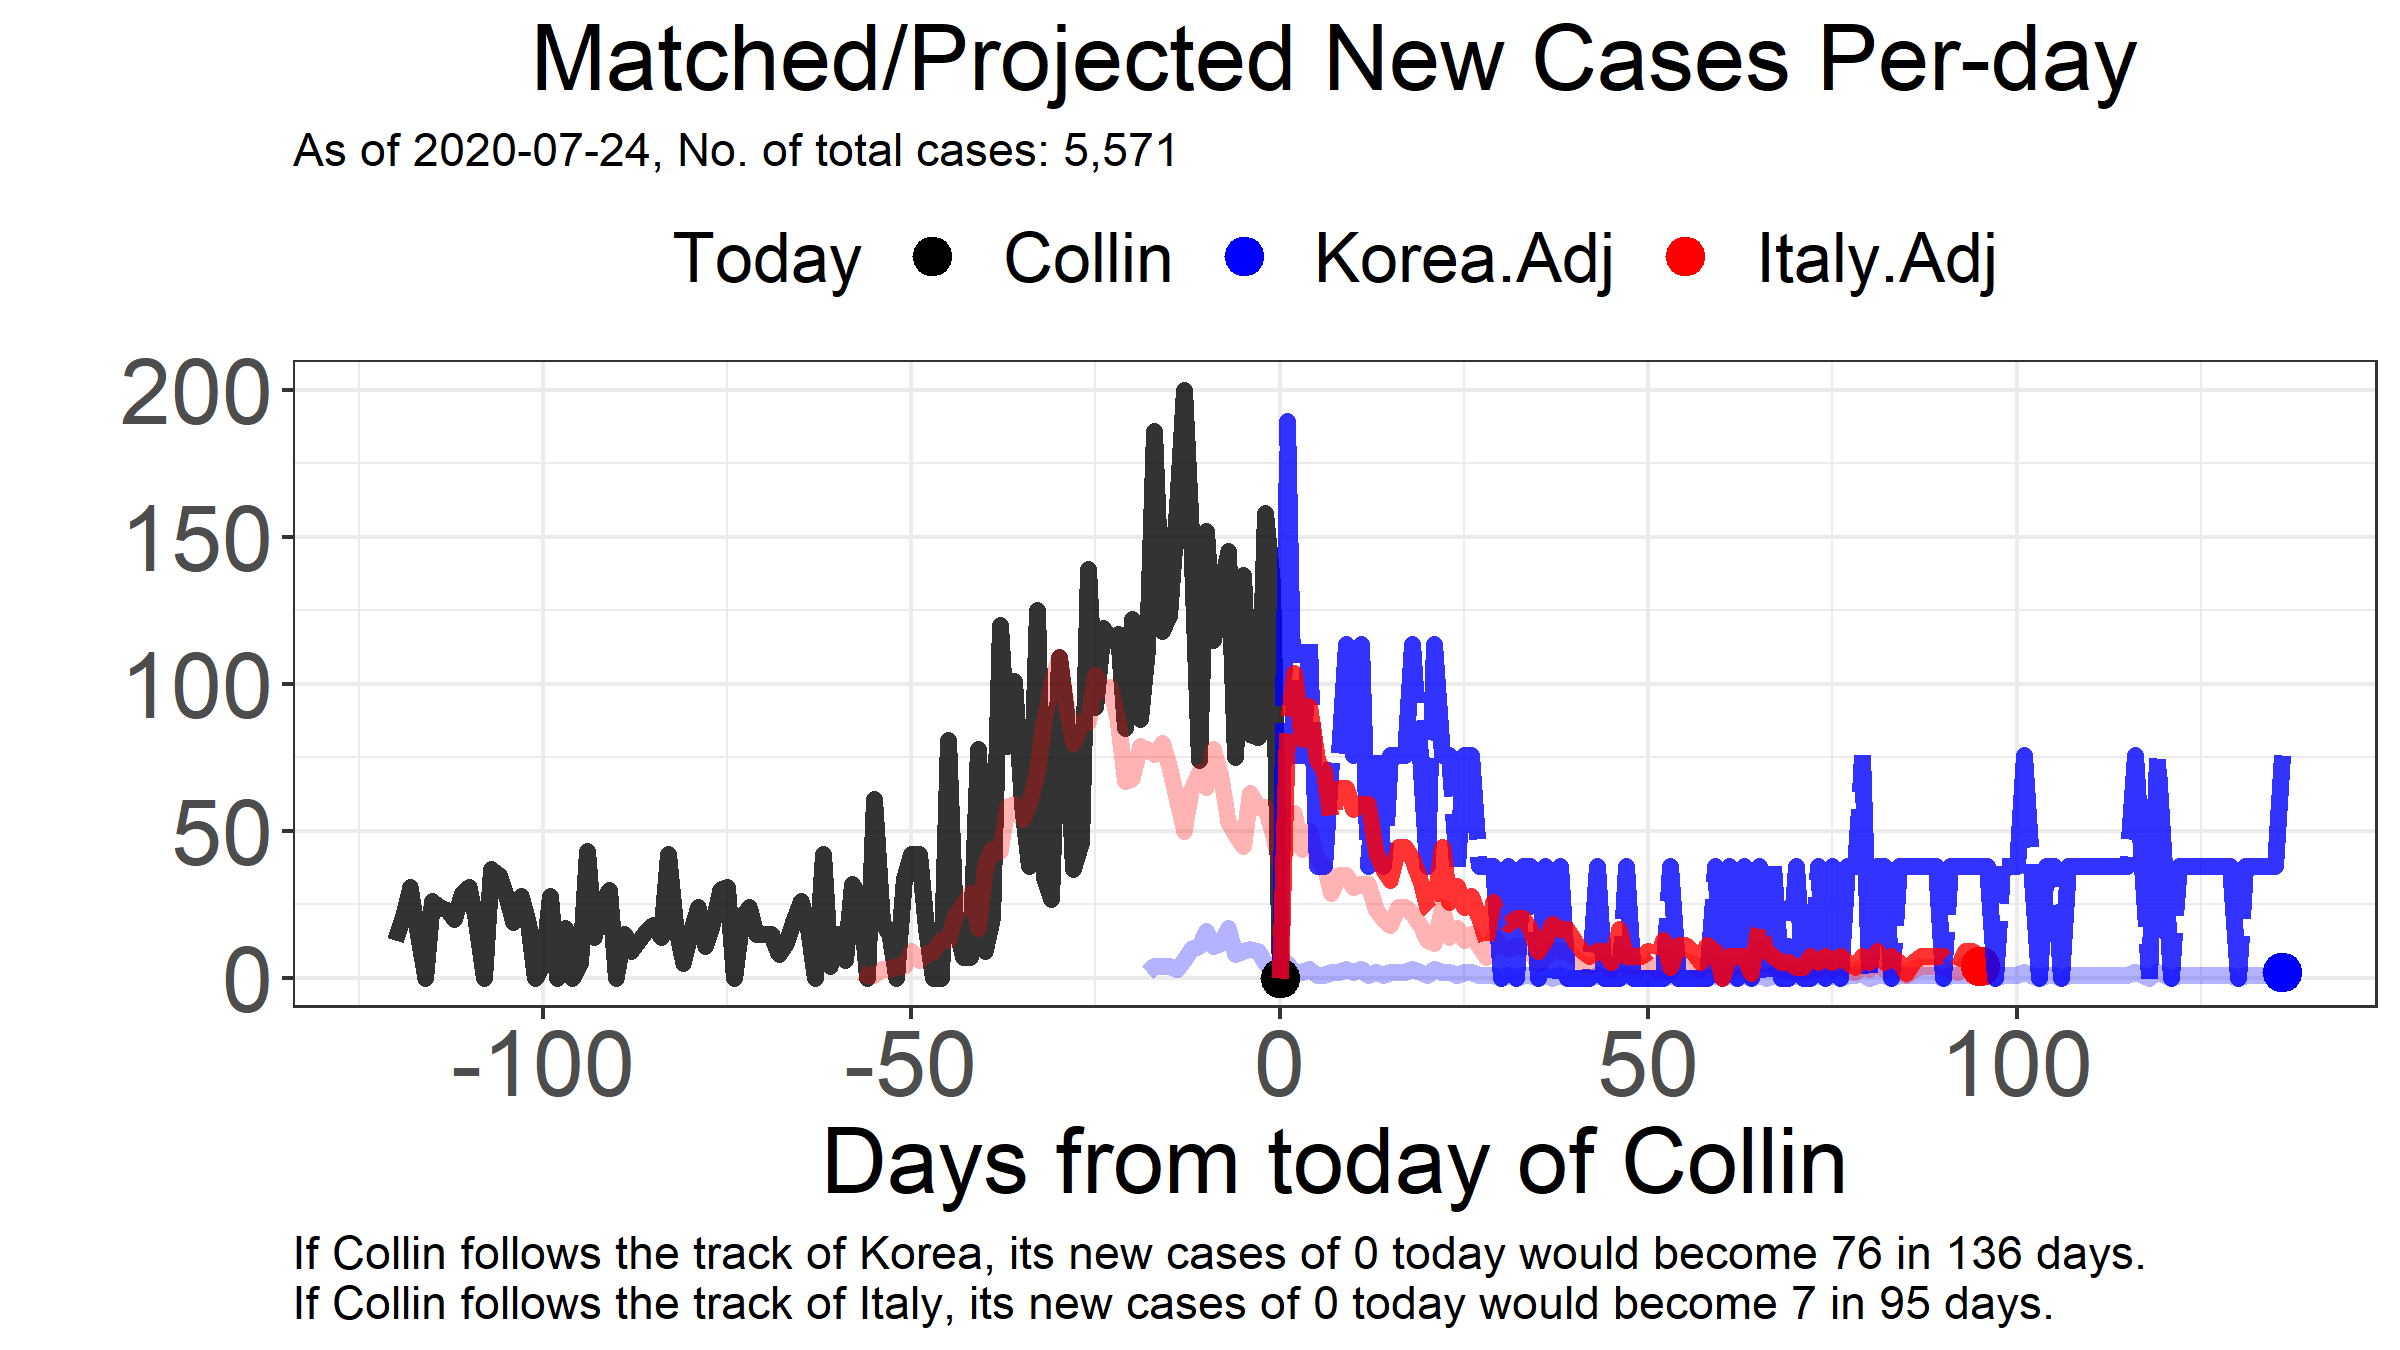 Matched/Projected New Cases Per-day
As of 2020-07-24, No. of total cases: 5,571
Today Collin Korea.Adj Italy.Adj
200
150
100
50
0
-100 -50 0 50 100
Days from today of Collin
If Collin follows the track of Korea, its new cases of 0 today would become 76 in 136 days.
If Collin follows the track of Italy, its new cases of 0 today would become 7 in 95 days.